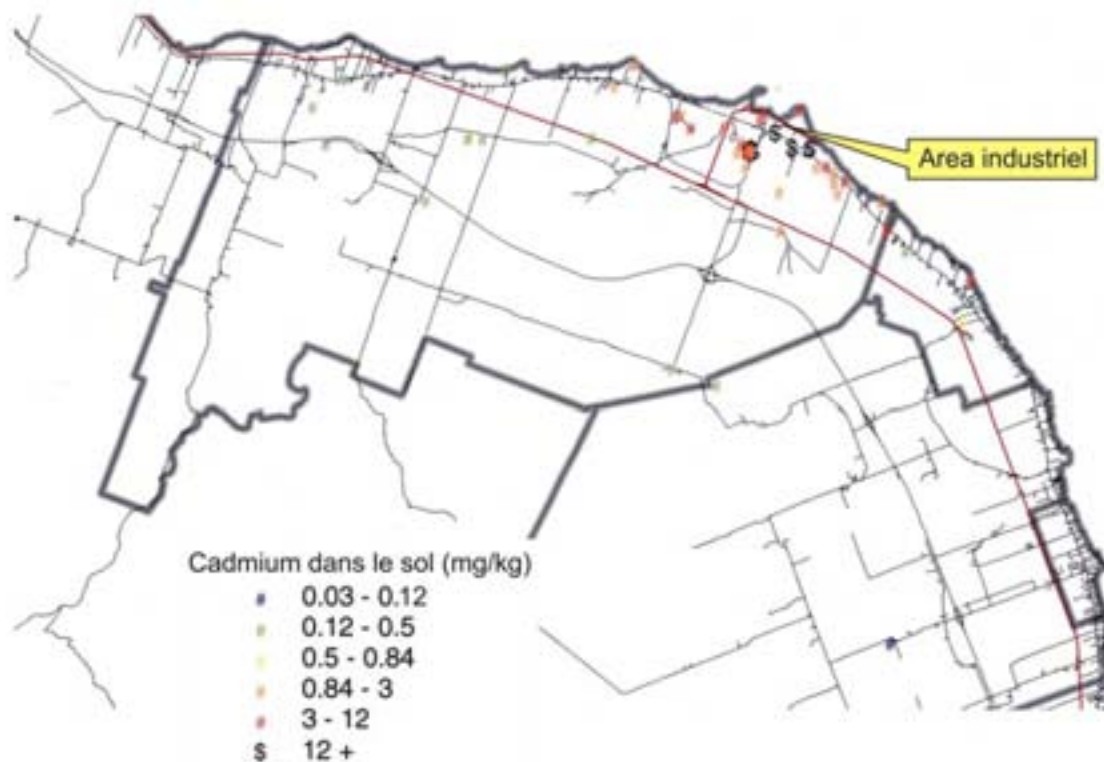 Area industriel
Cadmium dans le sol (mg/kg)
0.03 - 0.12
0.12 - 0.5
0.5 - 0.84
0.84 - 3
3 - 12
$ 12 +